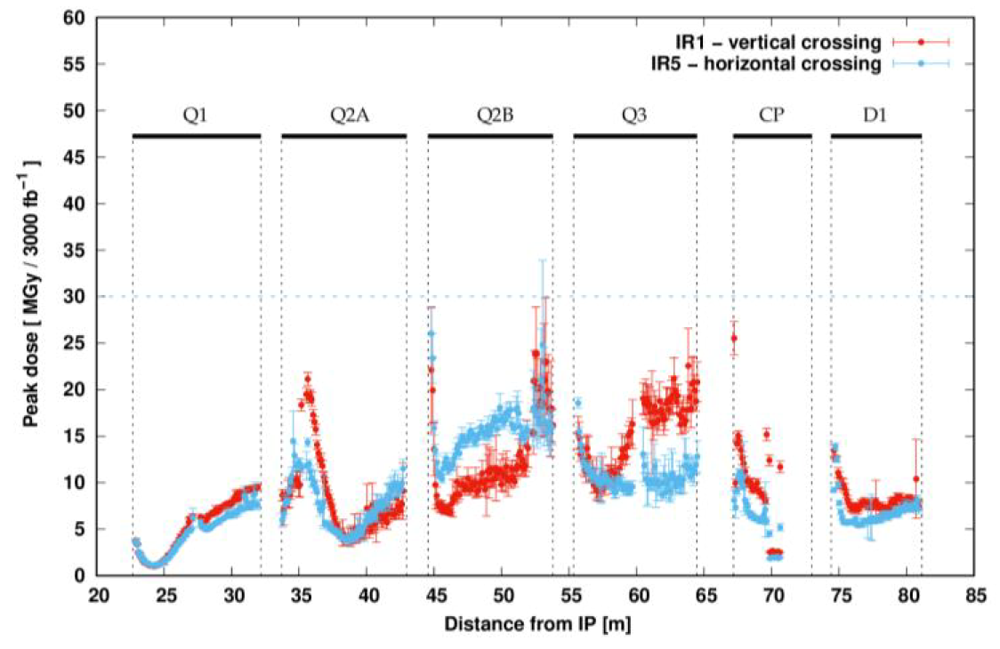 60
55
50
45
40
35
30
25
20
15
10
5
0
Peak dose [ MGy / 3000 fb⁻¹ ]
IR1 – vertical crossing
IR5 – horizontal crossing
Q1 Q2A Q2B Q3 CP D1
20 25 30 35 40 45 50 55 60 65 70 75 80 85
Distance from IP [m]